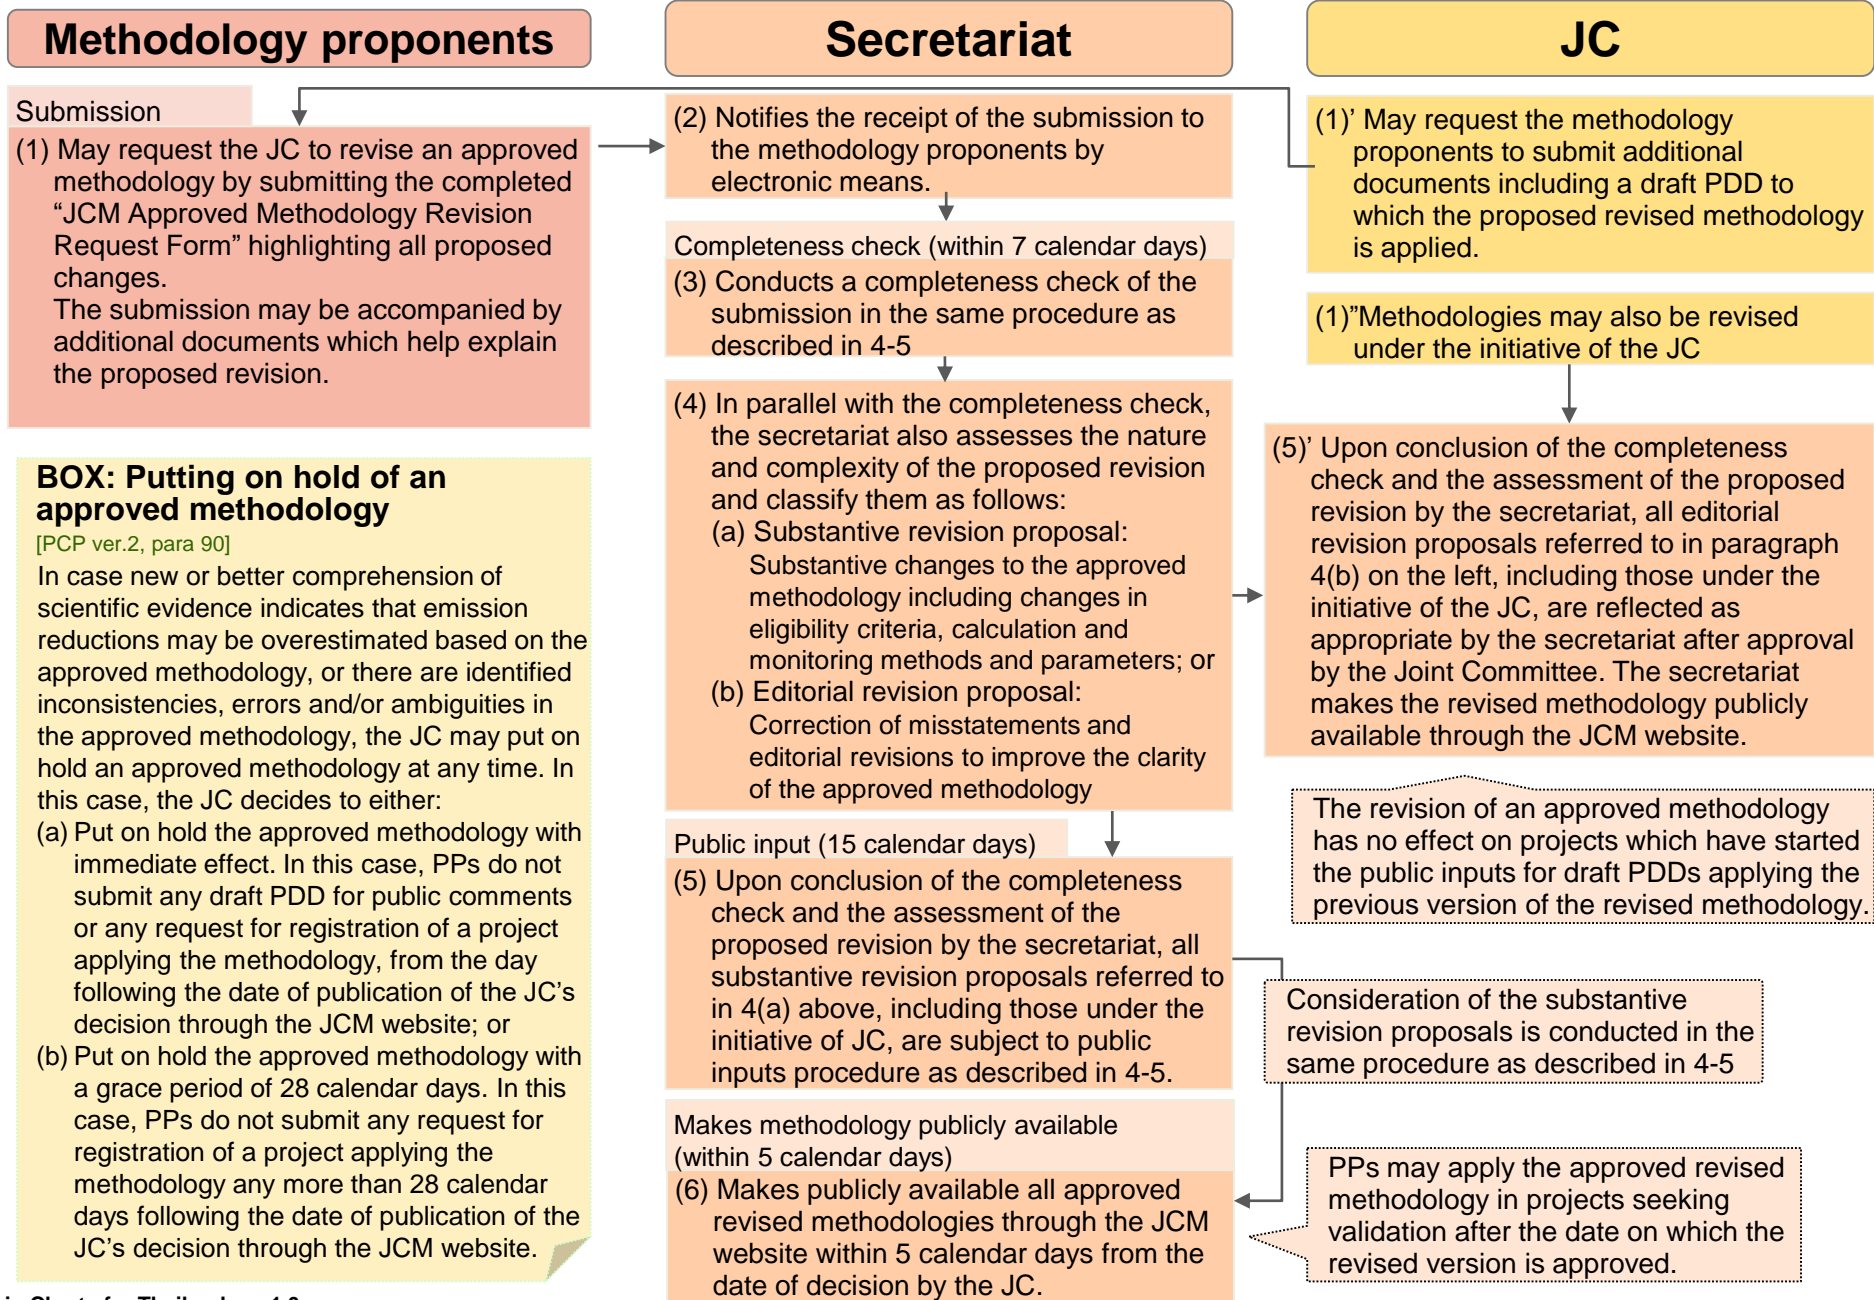 Methodology proponents
Secretariat
JC
Submission
(1) May request the JC to revise an approved
methodology by submitting the completed
“JCM Approved Methodology Revision
Request Form” highlighting all proposed
changes.
The submission may be accompanied by
additional documents which help explain
the proposed revision.
BOX: Putting on hold of an
approved methodology
[PCP ver.2, para 90]
In case new or better comprehension of
scientific evidence indicates that emission
reductions may be overestimated based on the
approved methodology, or there are identified
inconsistencies, errors and/or ambiguities in
the approved methodology, the JC may put on
hold an approved methodology at any time. In
this case, the JC decides to either:
(a) Put on hold the approved methodology with
immediate effect. In this case, PPs do not
submit any draft PDD for public comments
or any request for registration of a project
applying the methodology, from the day
following the date of publication of the JC’s
decision through the JCM website; or
(b) Put on hold the approved methodology with
a grace period of 28 calendar days. In this
case, PPs do not submit any request for
registration of a project applying the
methodology any more than 28 calendar
days following the date of publication of the
JC’s decision through the JCM website.
(2) Notifies the receipt of the submission to
the methodology proponents by
electronic means.
Completeness check (within 7 calendar days)
(3) Conducts a completeness check of the
submission in the same procedure as
described in 4-5
(4) In parallel with the completeness check,
the secretariat also assesses the nature
and complexity of the proposed revision
and classify them as follows:
(a) Substantive revision proposal:
Substantive changes to the approved
methodology including changes in
eligibility criteria, calculation and
monitoring methods and parameters; or
(b) Editorial revision proposal:
Correction of misstatements and
editorial revisions to improve the clarity
of the approved methodology
Public input (15 calendar days)
(5) Upon conclusion of the completeness
check and the assessment of the
proposed revision by the secretariat, all
substantive revision proposals referred to
in 4(a) above, including those under the
initiative of JC, are subject to public
inputs procedure as described in 4-5.
Makes methodology publicly available
(within 5 calendar days)
(6) Makes publicly available all approved
revised methodologies through the JCM
website within 5 calendar days from the
date of decision by the JC.
(1)’ May request the methodology
proponents to submit additional
documents including a draft PDD to
which the proposed revised methodology
is applied.
(1)”Methodologies may also be revised
under the initiative of the JC
(5)’ Upon conclusion of the completeness
check and the assessment of the proposed
revision by the secretariat, all editorial
revision proposals referred to in paragraph
4(b) on the left, including those under the
initiative of the JC, are reflected as
appropriate by the secretariat after approval
by the Joint Committee. The secretariat
makes the revised methodology publicly
available through the JCM website.
The revision of an approved methodology
has no effect on projects which have started
the public inputs for draft PDDs applying the
previous version of the revised methodology.
Consideration of the substantive
revision proposals is conducted in the
same procedure as described in 4-5
PPs may apply the approved revised
methodology in projects seeking
validation after the date on which the
revised version is approved.